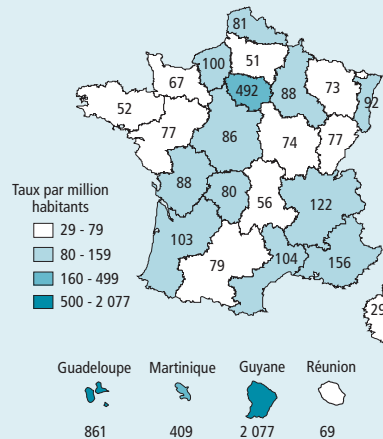 81
100
51
67
492
88
73
92
52
77
86
74
77
88
80
56
122
103
79
104
156
29
Taux par million
habitants
29 - 79
80 - 159
160 - 499
500 - 2 077
Guadeloupe Martinique Guyane Réunion
861 409 2 077 69